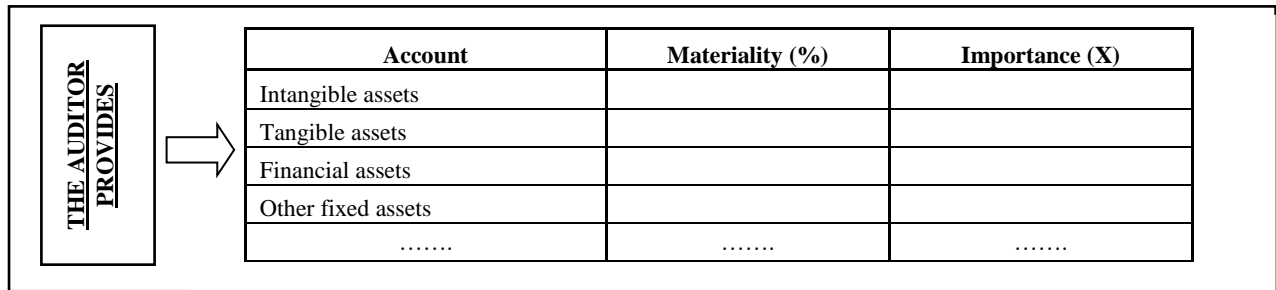 THE AUDITOR
PROVIDES
Account Materiality (%) Importance (X)
Intangible assets
Tangible assets
Financial assets
Other fixed assets
……. ……. …….